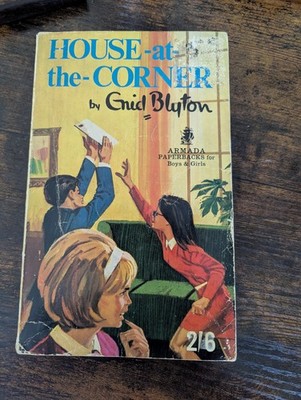 HOUSE-at-
the-CORNER
by Enid Blyton
ARMADA
PAPERBACKS for
Boys & Girls
2/6